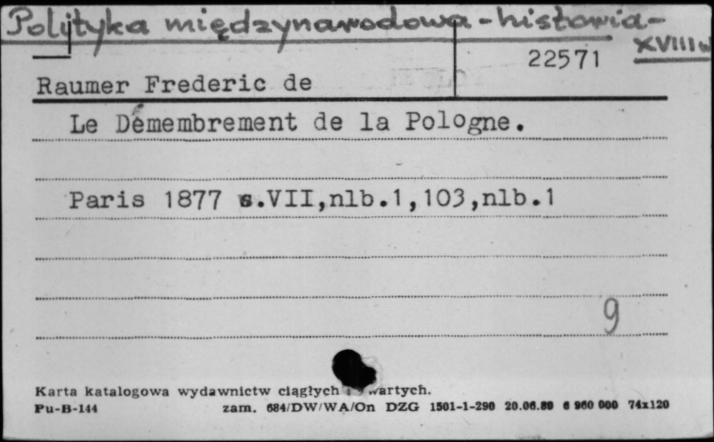 Polityka międzynarodowa - historia -
XVIII w
22571
Raumer Frederic de
Le Démembrement de la Pologne.
Paris 1877 s.VII,nlb.1,103,nlb.1
9
Karta katalogowa wydawnictw ciągłych i zwartych.
Pu-B-144 zam. 684/DW/WA/On DZG 1501-1-290 20.06.80 6 960 000 74x120